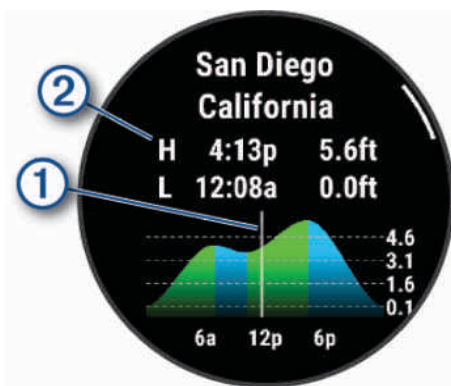 San Diego
California
2
H 4:13p 5.6ft
1
L 12:08a 0.0ft
4.6
3.1
1.6
0.1
6a 12p 6p